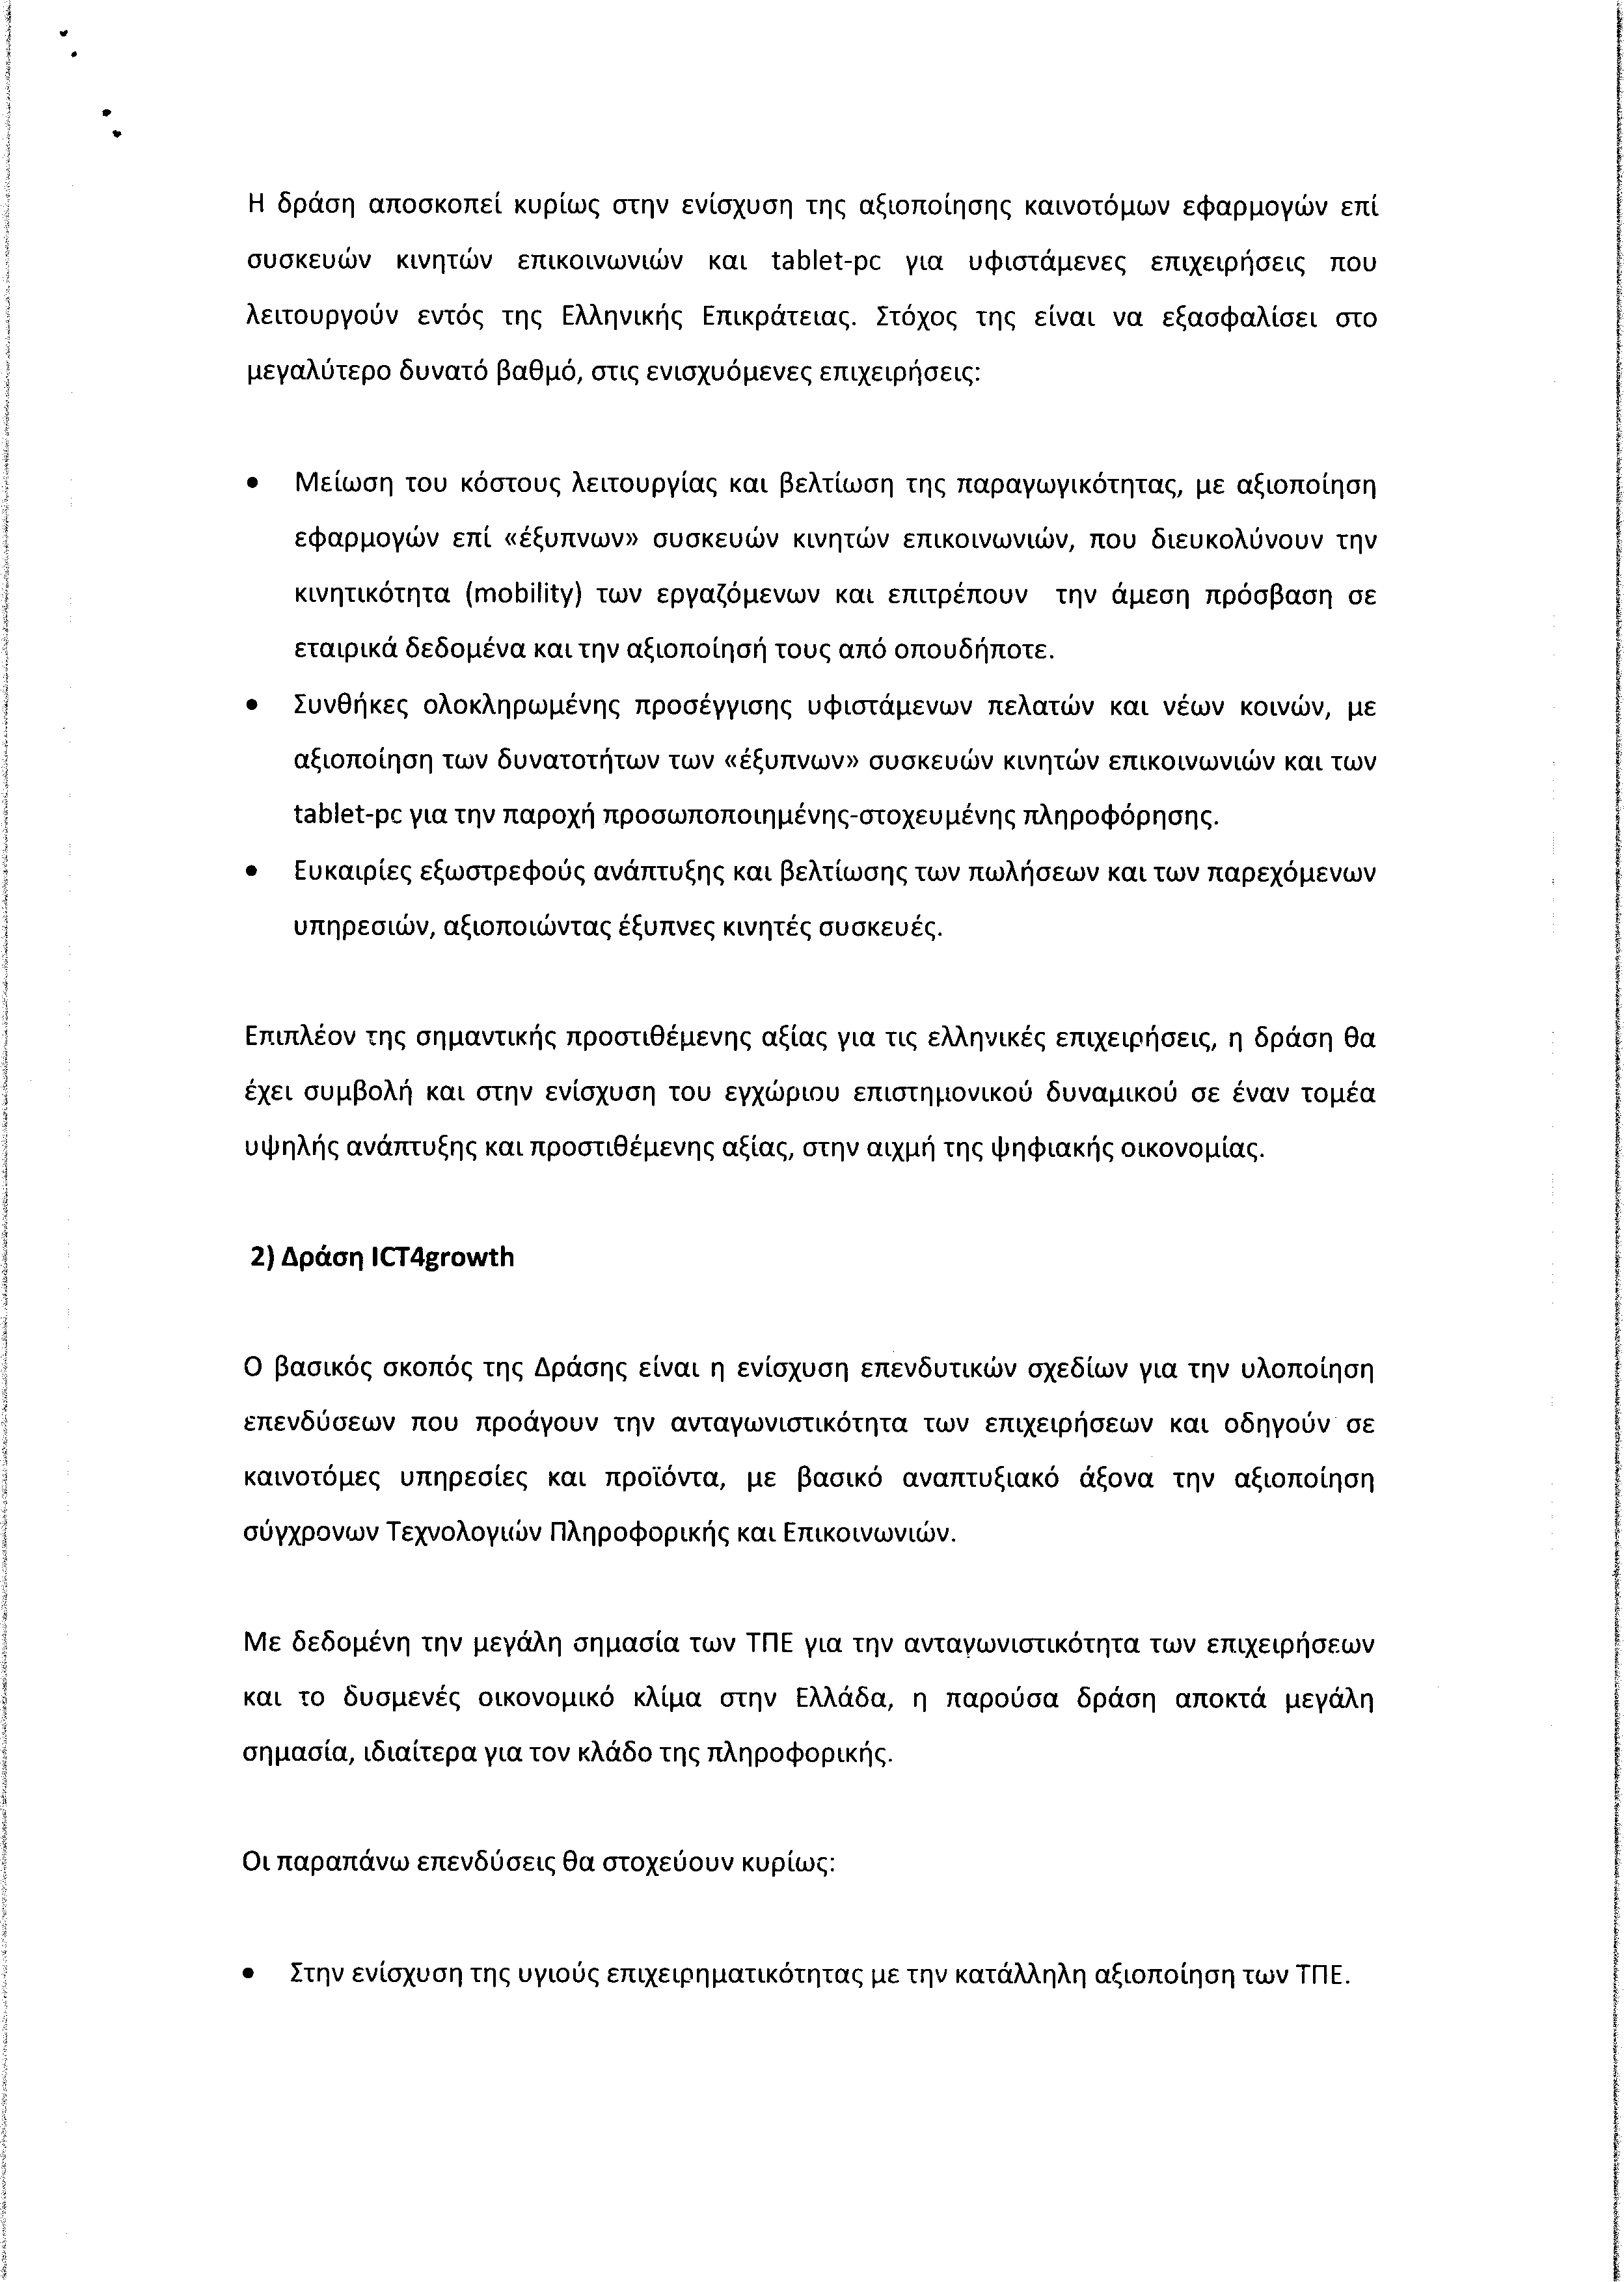 Η δράση αποσκοπεί κυρίως στην ενίσχυση της αξιοποίησης καινοτόμων εφαρμογών επί
συσκευών κινητών επικοινωνιών και tablet-pc για υφιστάμενες επιχειρήσεις που
λειτουργούν εντός της Ελληνικής Επικράτειας. Στόχος της είναι να εξασφαλίσει στο
μεγαλύτερο δυνατό βαθμό, στις ενισχυόμενες επιχειρήσεις:
• Μείωση του κόστους λειτουργίας και βελτίωση της παραγωγικότητας, με αξιοποίηση
εφαρμογών επί «έξυπνων» συσκευών κινητών επικοινωνιών, που διευκολύνουν την
κινητικότητα (mobility) των εργαζόμενων και επιτρέπουν την άμεση πρόσβαση σε
εταιρικά δεδομένα και την αξιοποίησή τους από οπουδήποτε.
• Συνθήκες ολοκληρωμένης προσέγγισης υφιστάμενων πελατών και νέων κοινών, με
αξιοποίηση των δυνατοτήτων των «έξυπνων» συσκευών κινητών επικοινωνιών και των
tablet-pc για την παροχή προσωποποιημένης-στοχευμένης πληροφόρησης.
• Ευκαιρίες εξωστρεφούς ανάπτυξης και βελτίωσης των πωλήσεων και των παρεχόμενων
υπηρεσιών, αξιοποιώντας έξυπνες κινητές συσκευές.
Επιπλέον της σημαντικής προστιθέμενης αξίας για τις ελληνικές επιχειρήσεις, η δράση θα
έχει συμβολή και στην ενίσχυση του εγχώριου επιστημονικού δυναμικού σε έναν τομέα
υψηλής ανάπτυξης και προστιθέμενης αξίας, στην αιχμή της ψηφιακής οικονομίας.
2) Δράση ICT4growth
Ο βασικός σκοπός της Δράσης είναι η ενίσχυση επενδυτικών σχεδίων για την υλοποίηση
επενδύσεων που προάγουν την ανταγωνιστικότητα των επιχειρήσεων και οδηγούν σε
καινοτόμες υπηρεσίες και προϊόντα, με βασικό αναπτυξιακό άξονα την αξιοποίηση
σύγχρονων Τεχνολογιών Πληροφορικής και Επικοινωνιών.
Με δεδομένη την μεγάλη σημασία των ΤΠΕ για την ανταγωνιστικότητα των επιχειρήσεων
και το δυσμενές οικονομικό κλίμα στην Ελλάδα, η παρούσα δράση αποκτά μεγάλη
σημασία, ιδιαίτερα για τον κλάδο της πληροφορικής.
Οι παραπάνω επενδύσεις θα στοχεύουν κυρίως:
• Στην ενίσχυση της υγιούς επιχειρηματικότητας με την κατάλληλη αξιοποίηση των ΤΠΕ.